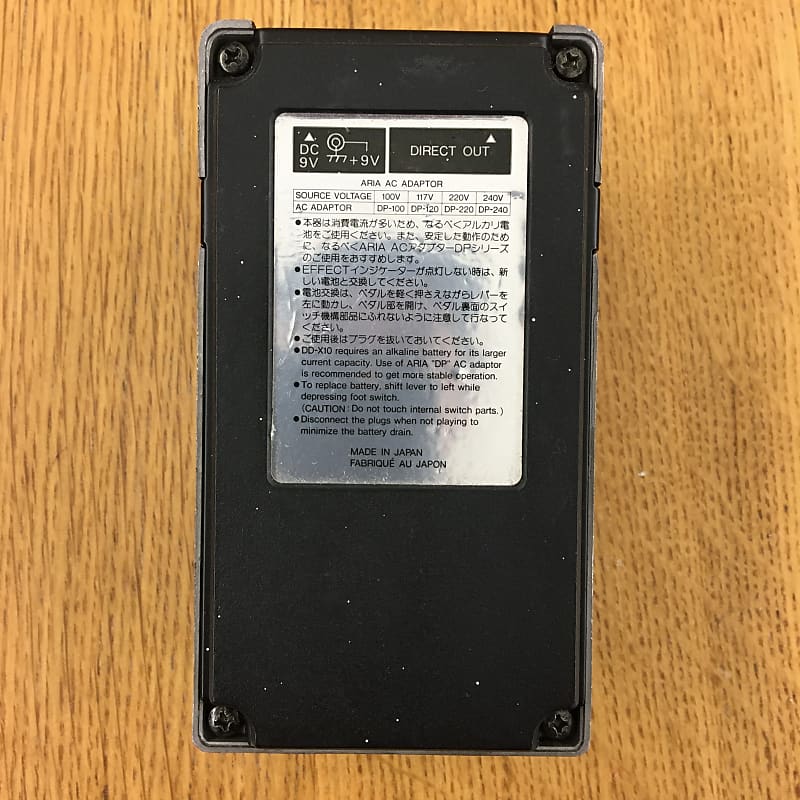 DC 9V +9V
DIRECT OUT
ARIA AC ADAPTOR
SOURCE VOLTAGE 100V 117V 220V 240V
AC ADAPTOR DP-100 DP-120 DP-220 DP-240
●本器は消費電流が多いため、なるべくアルカリ電
池をご使用ください。また、安定した動作のため
に、なるべくARIA ACアダプターDPシリーズ
のご使用をおすすめします。
●EFFECTインジケーターが点灯しない時は、新
しい電池と交換してください。
●電池交換は、ペダルを軽く押さえながらレバーを
左に動かし、ペダル部を開け、ペダル裏面のスイ
ッチ機構部品にふれないように注意して行なって
ください。
●ご使用後はプラグを抜いておいてください。
●DD-X10 requires an alkaline battery for its larger
current capacity. Use of ARIA "DP" AC adaptor
is recommended to get more stable operation.
●To replace battery, shift lever to left while
depressing foot switch.
(CAUTION: Do not touch internal switch parts.)
●Disconnect the plugs when not playing to
minimize the battery drain.
MADE IN JAPAN
FABRIQUÉ AU JAPON